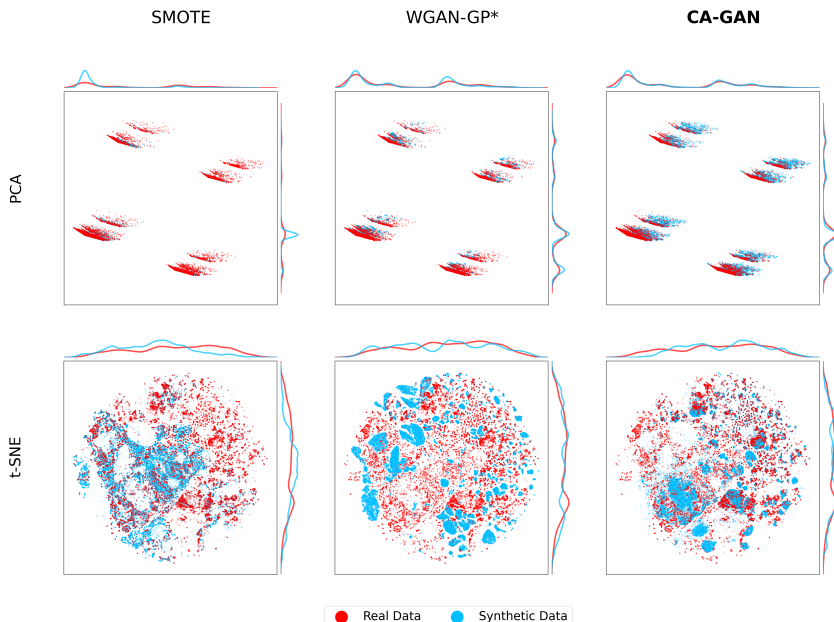 SMOTE WGAN-GP* CA-GAN
PCA
t-SNE
Real Data Synthetic Data